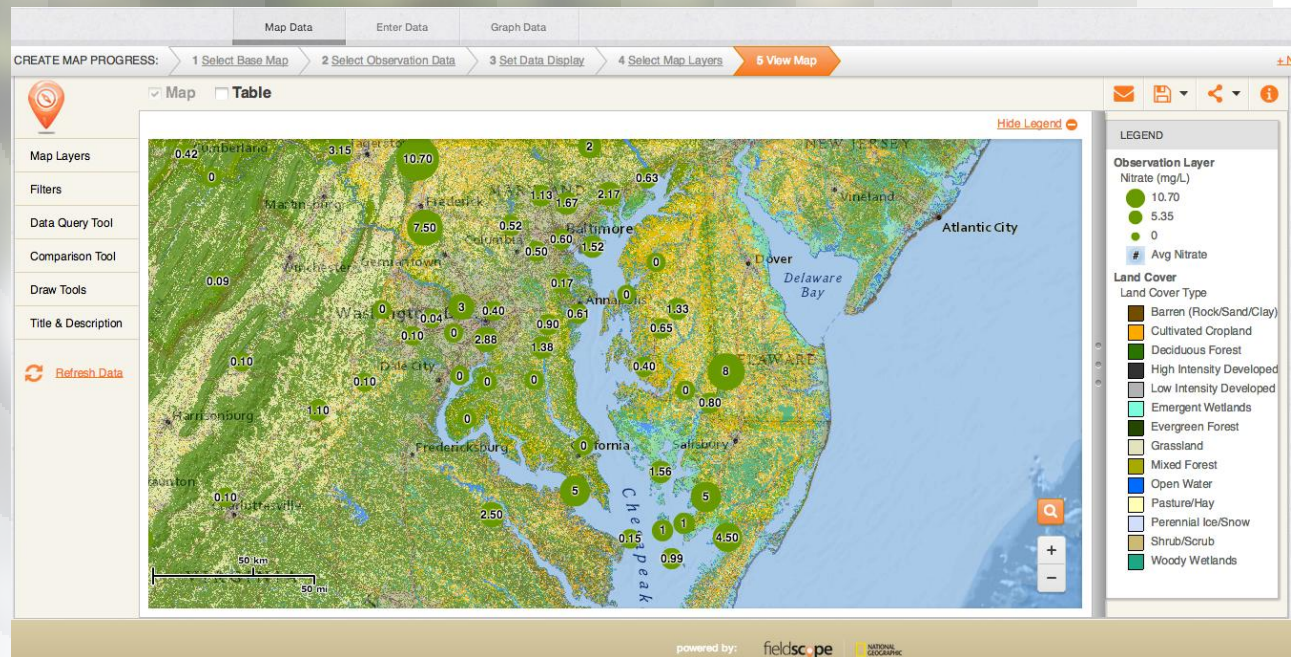 Map Data Enter Data Graph Data
CREATE MAP PROGRESS: 1 Select Base Map 2 Select Observation Data 3 Set Data Display 4 Select Map Layers 5 View Map
Map Table
Hide Legend
Map Layers
Filters
Data Query Tool
Comparison Tool
Draw Tools
Title & Description
Refresh Data
0.42
3.15
10.70
2
NEW JERSEY
0
0.63
Vineland
1.13
1.67
2.17
Frederick
7.50
0.52
Columbia
0.60
Baltimore
0.50
1.52
Atlantic City
Winchester
Germantown
0
Dover
Delaware
Bay
0.09
0.17
0
Annapolis
0
0.04
3
0.40
0.61
1.33
0.10
0
2.88
0.90
0.65
1.38
0.10
Dale City
0.40
8
DELAWARE
0.10
0
0
0
0
0.80
1.10
Harrisonburg
0
Fredericksburg
0
Salisbury
1.56
0.10
5
5
2.50
1
1
0.15
4.50
0.99
Chesapeak
50 km
50 mi
+
−
LEGEND
Observation Layer
Nitrate (mg/L)
10.70
5.35
0
# Avg Nitrate
Land Cover
Land Cover Type
Barren (Rock/Sand/Clay)
Cultivated Cropland
Deciduous Forest
High Intensity Developed
Low Intensity Developed
Emergent Wetlands
Evergreen Forest
Grassland
Mixed Forest
Open Water
Pasture/Hay
Perennial Ice/Snow
Shrub/Scrub
Woody Wetlands
powered by: fieldscope NATIONAL GEOGRAPHIC